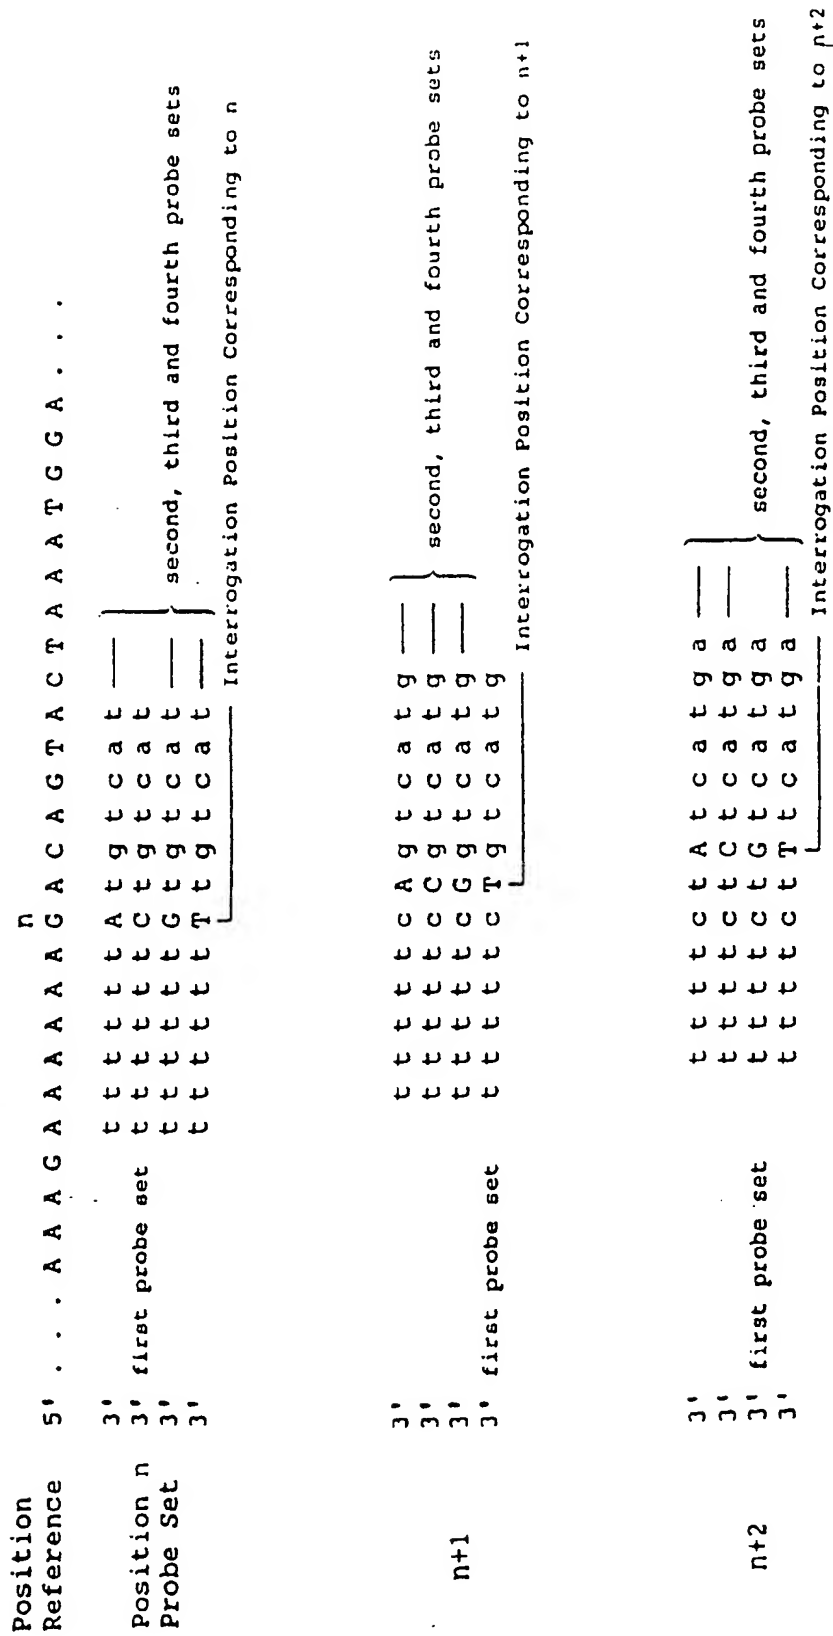 Position n
Reference 5' . . . A A A G A A A A A A G A C A G T A C T A A A T G G A . . . .
3' t t t t t t A t g t c a t
Position n 3' first probe set t t t t t t C t g t c a t
Probe Set 3' t t t t t t G t g t c a t second, third and fourth probe sets
3' t t t t t t T t g t c a t
Interrogation Position Corresponding to n
3' t t t t t c A g t c a t g
n+1 3' t t t t t c C g t c a t g second, third and fourth probe sets
3' t t t t t c G g t c a t g
3' first probe set t t t t t c T g t c a t g
Interrogation Position Corresponding to n+1
3' t t t t c t A t c a t g a
n+2 3' t t t t c t C t c a t g a second, third and fourth probe sets
3' first probe set t t t t c t G t c a t g a
3' t t t t c t T t c a t g a
Interrogation Position Corresponding to n+2